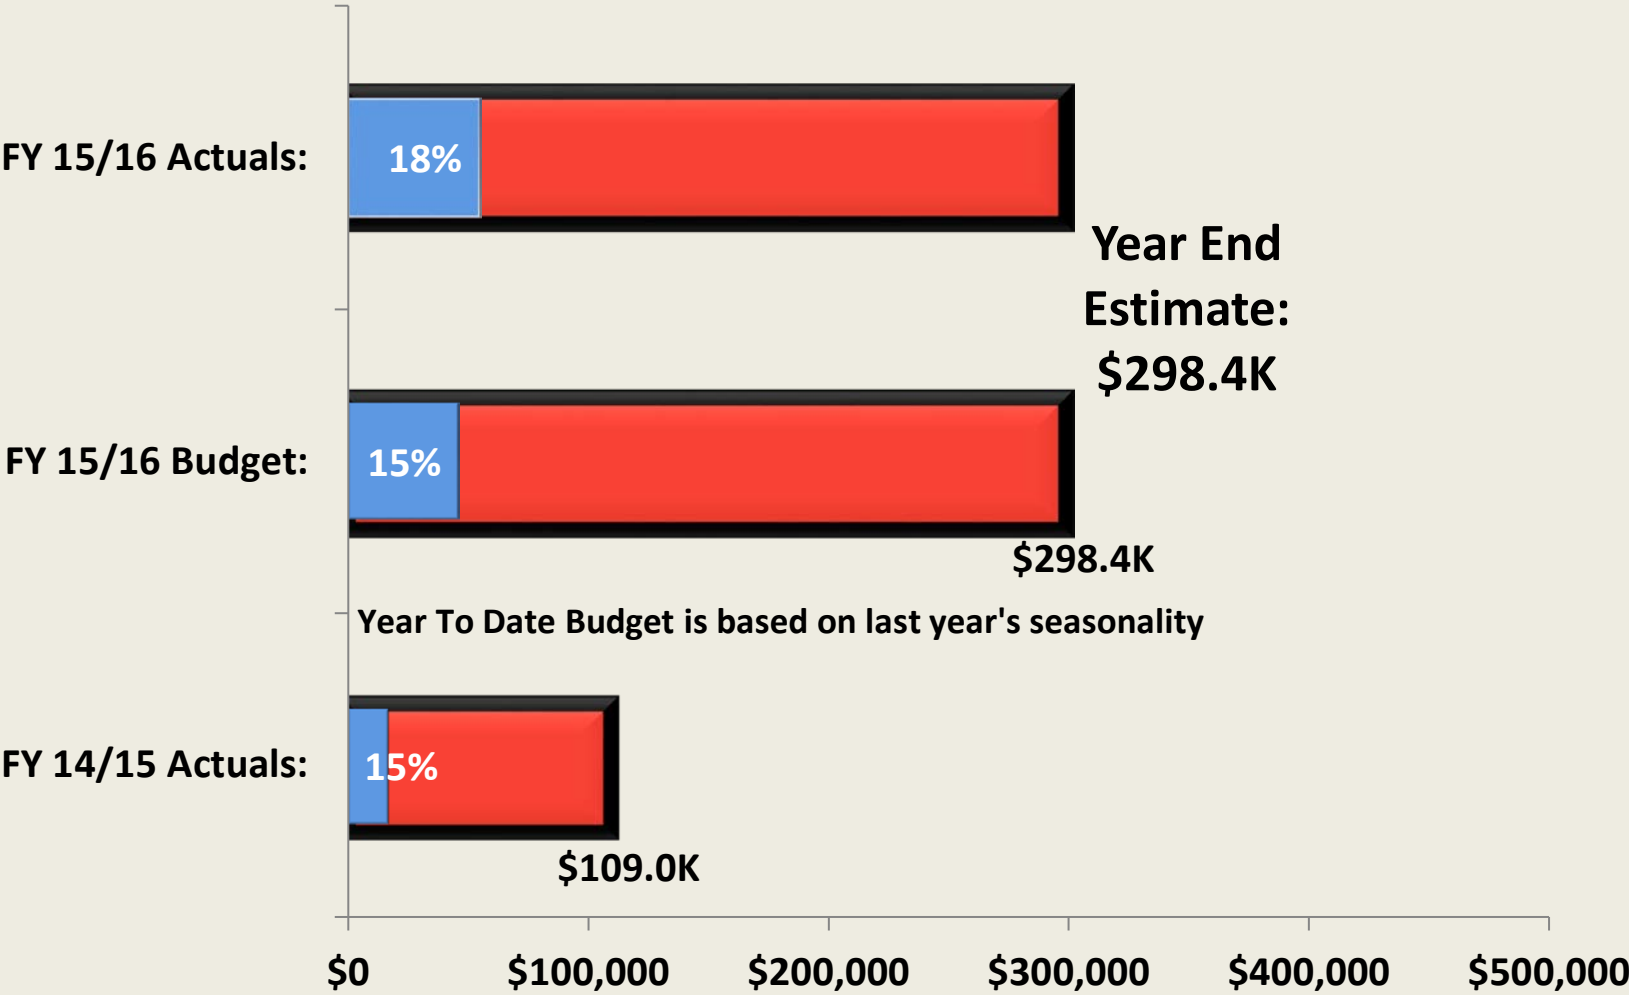 FY 15/16 Actuals:
18%
Year End
Estimate:
$298.4K
FY 15/16 Budget:
15%
$298.4K
Year To Date Budget is based on last year's seasonality
FY 14/15 Actuals:
15%
$109.0K
$0 $100,000 $200,000 $300,000 $400,000 $500,000